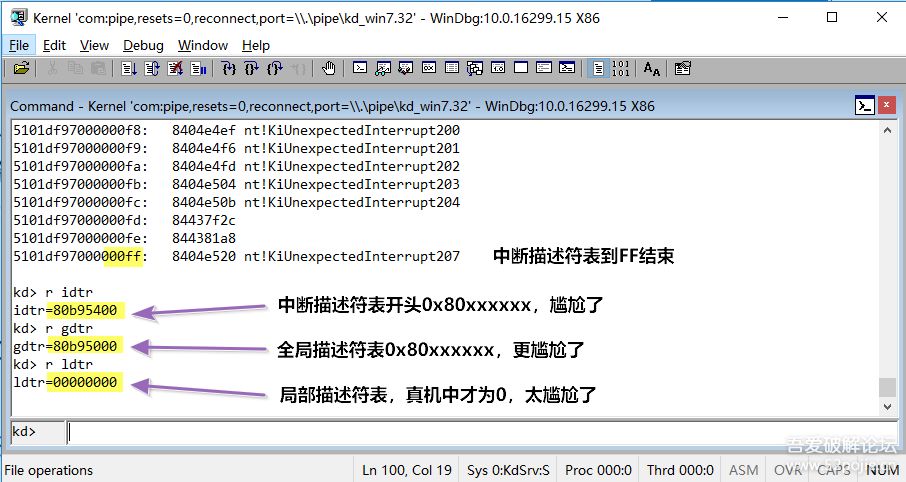 Kernel 'com:pipe,resets=0,reconnect,port=\\.\pipe\kd_win7.32' - WinDbg:10.0.16299.15 X86
File Edit View Debug Window Help
Command - Kernel 'com:pipe,resets=0,reconnect,port=\\.\pipe\kd_win7.32' - WinDbg:10.0.16299.15 X86
5101df97000000f8: 8404e4ef nt!KiUnexpectedInterrupt200
5101df97000000f9: 8404e4f6 nt!KiUnexpectedInterrupt201
5101df97000000fa: 8404e4fd nt!KiUnexpectedInterrupt202
5101df97000000fb: 8404e504 nt!KiUnexpectedInterrupt203
5101df97000000fc: 8404e50b nt!KiUnexpectedInterrupt204
5101df97000000fd: 84437f2c
5101df97000000fe: 844381a8
5101df97000000ff: 8404e520 nt!KiUnexpectedInterrupt207 中断描述符表到FF结束
kd> r idtr
idtr=80b95400 中断描述符表开头0x80xxxxxx，尴尬了
kd> r gdtr
gdtr=80b95000 全局描述符表0x80xxxxxx，更尴尬了
kd> r ldtr
ldtr=00000000 局部描述符表，真机中才为0，太尴尬了
kd>
吾爱破解论坛
File operations Ln 100, Col 19 Sys 0:KdSrv:S Proc 000:0 Thrd 000:0 ASM OVR CAPS NUM